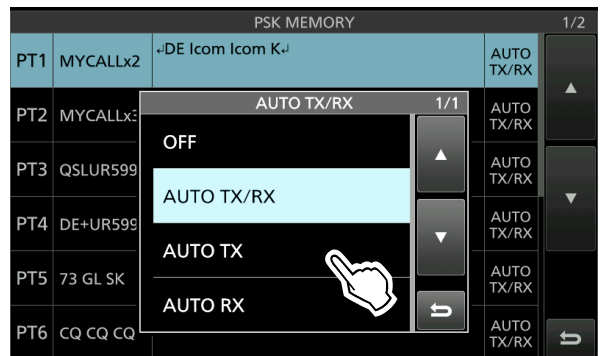 PSK MEMORY 1/2
PT1 MYCALLx2 ↲DE Icom Icom K↲ AUTO
TX/RX
PT2 MYCALLx3 AUTO
TX/RX
PT3 QSLUR599 AUTO
TX/RX
PT4 DE+UR599 AUTO
TX/RX
PT5 73 GL SK AUTO
TX/RX
PT6 CQ CQ CQ AUTO
TX/RX
AUTO TX/RX 1/1
OFF
AUTO TX/RX
AUTO TX
AUTO RX